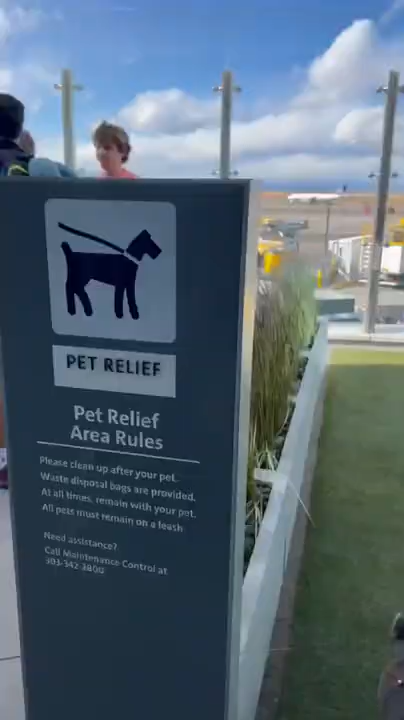 PET RELIEF
Pet Relief
Area Rules
Please clean up after your pet.
Waste disposal bags are provided.
At all times, remain with your pet.
All pets must remain on a leash
Need assistance?
Call Maintenance Control at
303-342-2800